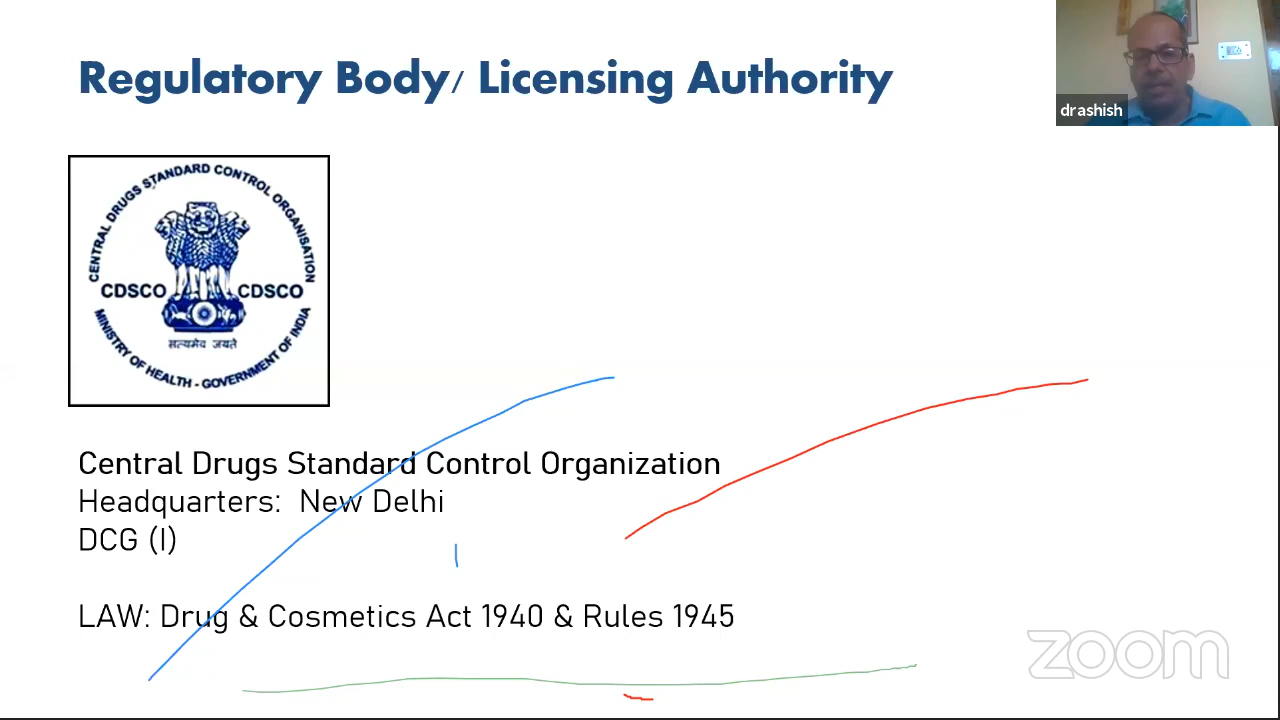 Regulatory Body/ Licensing Authority
drashish
CENTRAL DRUGS STANDARD CONTROL ORGANISATION
CDSCO CDSCO
सत्यमेव जयते
MINISTRY OF HEALTH - GOVERNMENT OF INDIA
Central Drugs Standard Control Organization
Headquarters: New Delhi
DCG (I)
LAW: Drug & Cosmetics Act 1940 & Rules 1945
zoom